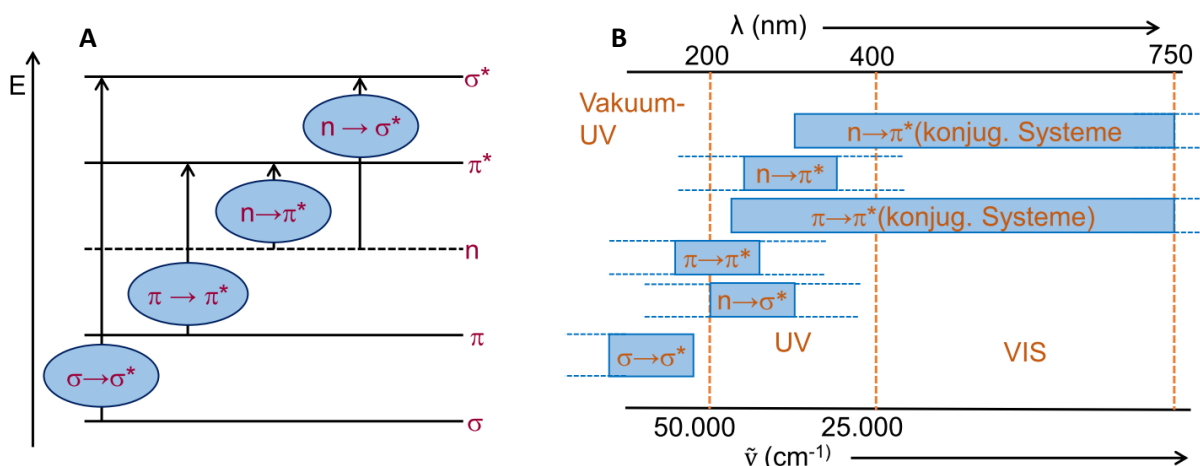 A
E
σ*
n → σ*
π*
n→π*
n
π → π*
π
σ→σ*
σ
B
λ (nm)
200
400
750
Vakuum-
UV
n→π*(konjug. Systeme
n→π*
π→π*(konjug. Systeme)
π→π*
n→σ*
UV
VIS
σ→σ*
50.000
25.000
ṽ (cm⁻¹)